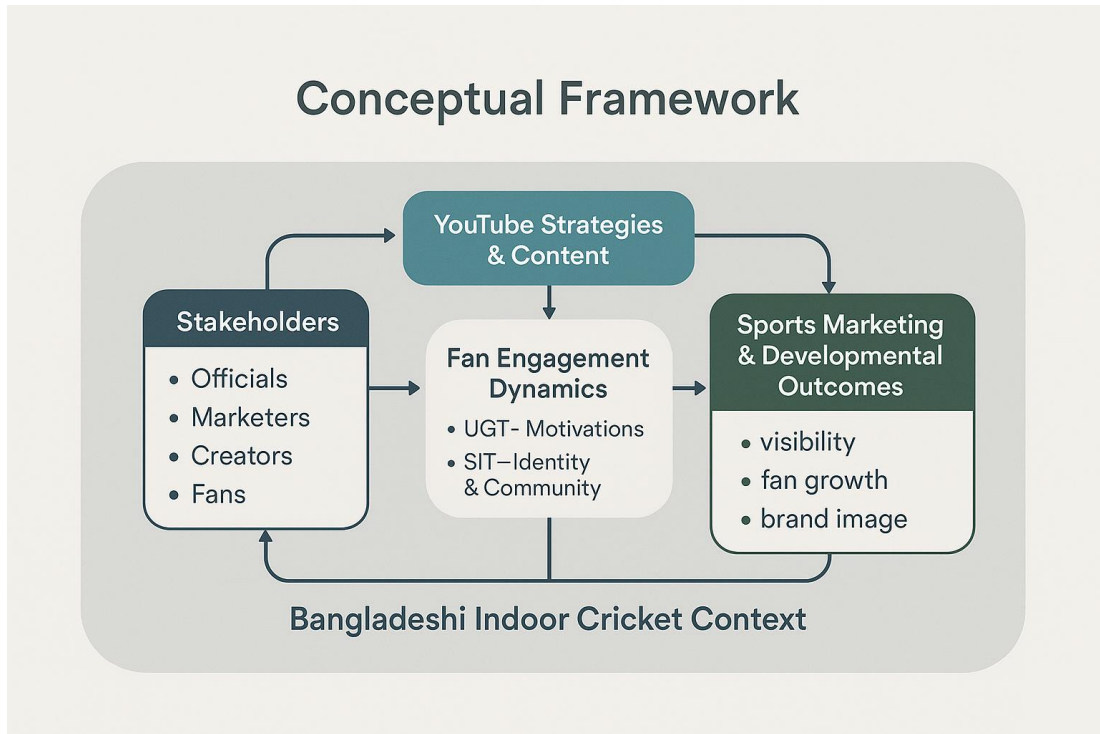 Conceptual Framework
YouTube Strategies
& Content
Stakeholders
• Officials
• Marketers
• Creators
• Fans
Fan Engagement
Dynamics
• UGT- Motivations
• SIT–Identity
& Community
Sports Marketing
& Developmental
Outcomes
• visibility
• fan growth
• brand image
Bangladeshi Indoor Cricket Context